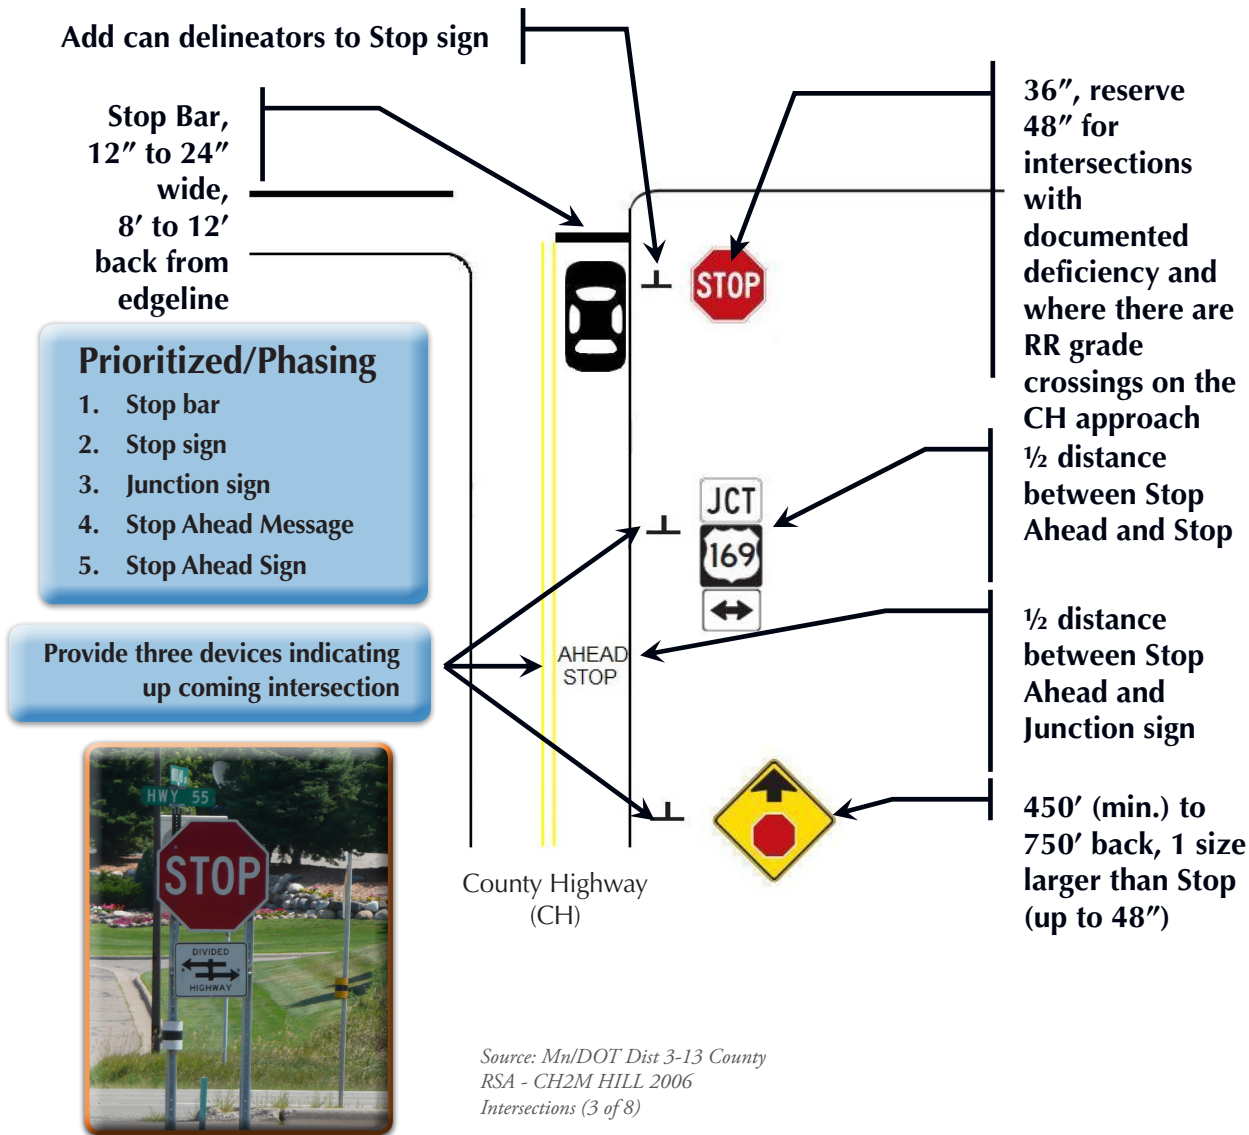 Add can delineators to Stop sign
Stop Bar,
12″ to 24″
wide,
8′ to 12′
back from
edgeline
36″, reserve
48″ for
intersections
with
documented
deficiency and
where there are
RR grade
crossings on the
CH approach
STOP
Prioritized/Phasing
1. Stop bar
2. Stop sign
3. Junction sign
4. Stop Ahead Message
5. Stop Ahead Sign
JCT
169
½ distance
between Stop
Ahead and Stop
Provide three devices indicating
up coming intersection
AHEAD
STOP
½ distance
between Stop
Ahead and
Junction sign
450′ (min.) to
750′ back, 1 size
larger than Stop
(up to 48″)
County Highway
(CH)
HWY 55
STOP
DIVIDED
HIGHWAY
Source: Mn/DOT Dist 3-13 County
RSA - CH2M HILL 2006
Intersections (3 of 8)